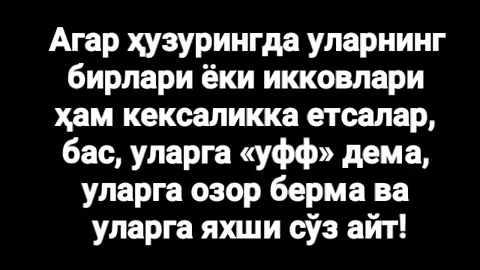 Агар ҳузурингда уларнинг
бирлари ёки икковлари
ҳам кексаликка етсалар,
бас, уларга «уфф» дема,
уларга озор берма ва
уларга яхши сўз айт!